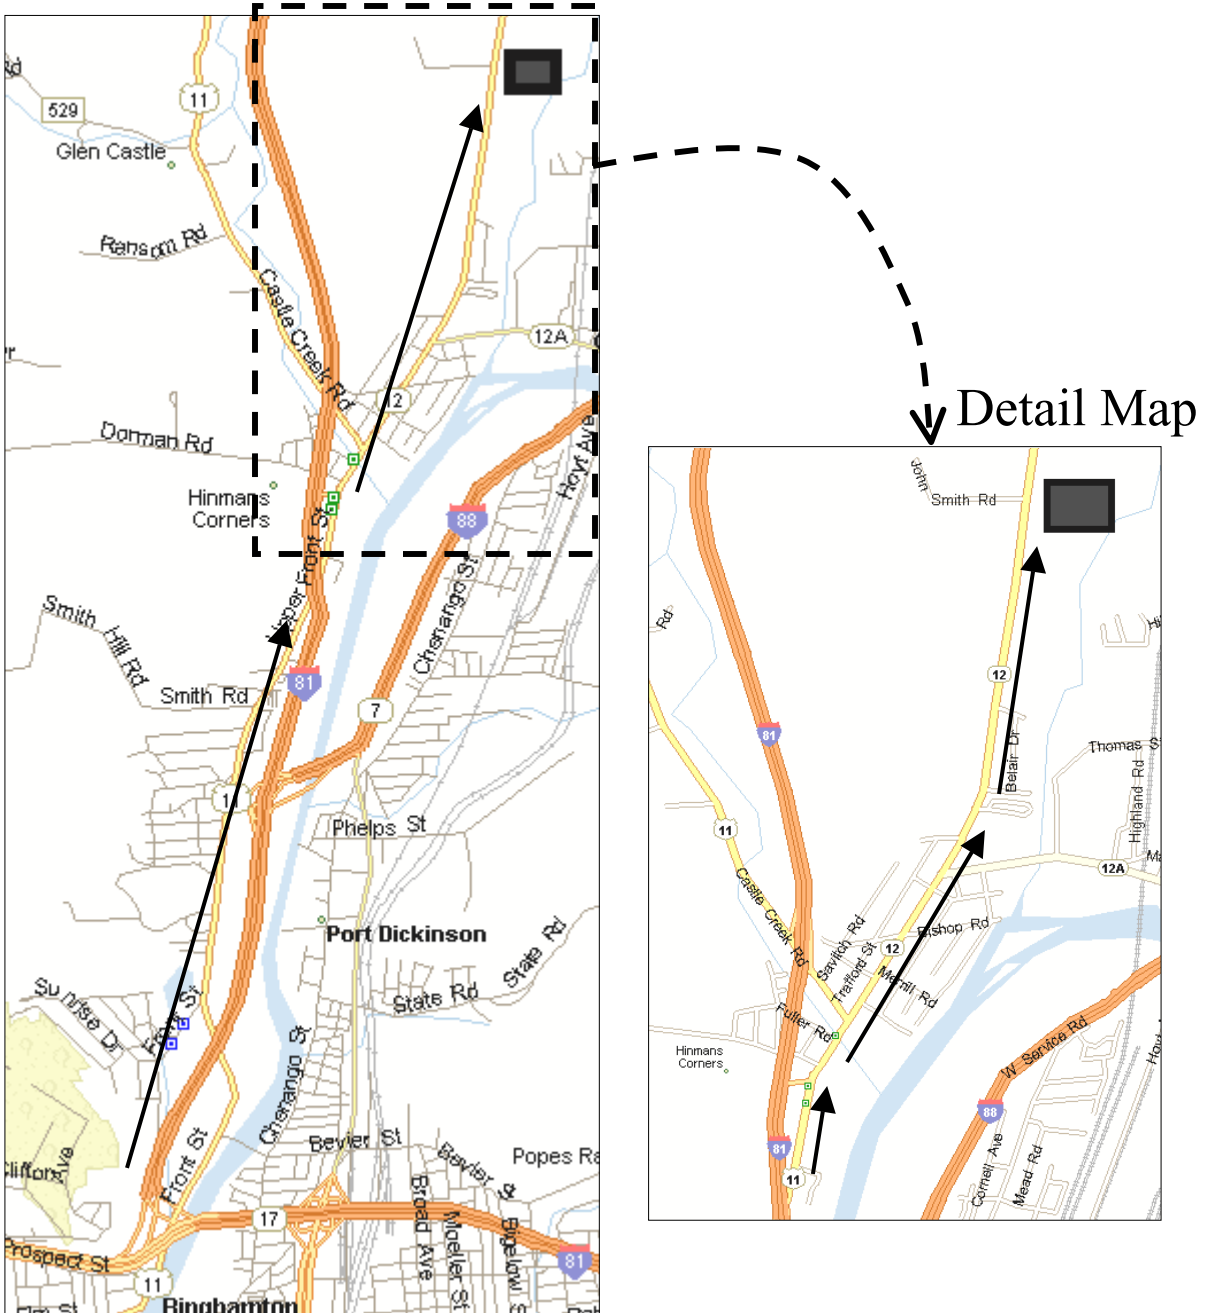 11
529
Rd
Glen Castle
Ransom Rd
Castle Creek Rd
12A
12
Dorman Rd
Hinmans
Corners
Hoyt Ave
88
Upper Front St
Chenango St
Smith Hill Rd
Smith Rd
81
7
11
Phelps St
Port Dickinson
State Rd
State Rd
Sunrise Dr
Front St
Chenango St
Front St
Bevier St
Bevier St
Popes Ra
Clifton Ave
Broad Ave
Moeller St
Bigelow S
17
Prospect St
81
11
Binghamton
Detail Map
John
Smith Rd
Rd
Hi
12
81
Belair Dr
Thomas S
Highland Rd
11
12A
Ma
Castle Creek Rd
Savitch Rd
Trafford St
12
Bishop Rd
Merrill Rd
Fuller Rd
Hinmans
Corners
W Service Rd
Hoyt
88
81
Cornell Ave
Mead Rd
11